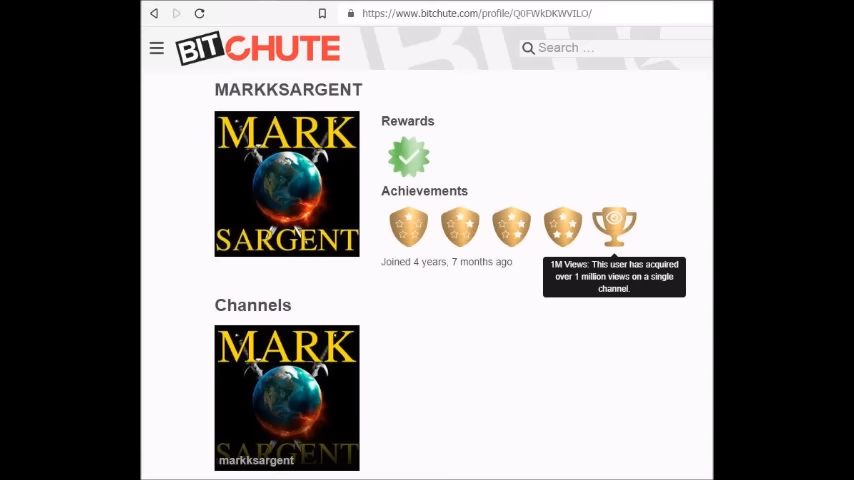 https://www.bitchute.com/profile/Q0FWkDKWVILO/
BITCHUTE
Search ...
MARKKSARGENT
MARK
SARGENT
Rewards
Achievements
Joined 4 years, 7 months ago
1M Views: This user has acquired
over 1 million views on a single
channel.
Channels
MARK
SARGENT
markksargent